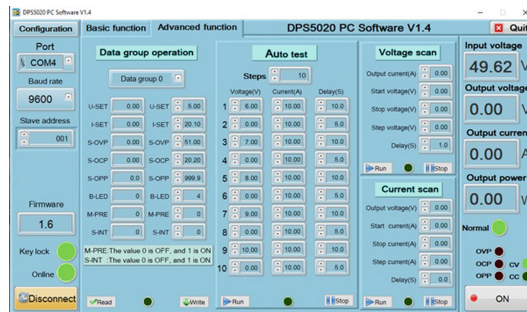 DPS5020 PC Software V1.4
Configuration
Basic function
Advanced function
DPS5020 PC Software V1.4
Quit
Port
COM4
Baud rate
9600
Slave address
001
Firmware
1.6
Key lock
Online
Disconnect
Data group operation
Data group 0
U-SET 0.00 U-SET 5.00
I-SET 0.00 I-SET 20.10
S-OVP 0.00 S-OVP 51.00
S-OCP 0.00 S-OCP 20.20
S-OPP 0.0 S-OPP 999.9
B-LED 0 B-LED 4
M-PRE 0 M-PRE 0
S-INT 0 S-INT 0
M-PRE:The value 0 is OFF, and 1 is ON
S-INT :The value 0 is OFF, and 1 is ON
Read
Write
Auto test
Steps 10
Voltage(V) Current(A) Delay(S)
1 6.00 10.00 10.0
2 0.00 10.00 5.0
3 7.00 10.00 10.0
4 0.00 10.00 5.0
5 8.00 10.00 10.0
6 0.00 10.00 5.0
7 9.00 10.00 10.0
8 0.00 10.00 5.0
9 10.00 10.00 10.0
10 0.00 10.00 5.0
Run
Stop
Voltage scan
Output current(A) 0.00
Start voltage(V) 0.00
Stop voltage(V) 0.00
Step voltage(V) 0.00
Delay(S) 1.0
Run
Stop
Current scan
Output voltage(V) 0.00
Start current(A) 0.00
Stop current(A) 0.00
Step current(A) 0.00
Delay(S) 0.0
Run
Stop
Input voltage
49.62 V
Output voltage
0.00 V
Output curren
0.00 A
Output power
0.00 W
Normal
OVP
OCP CV
OPP CC
ON